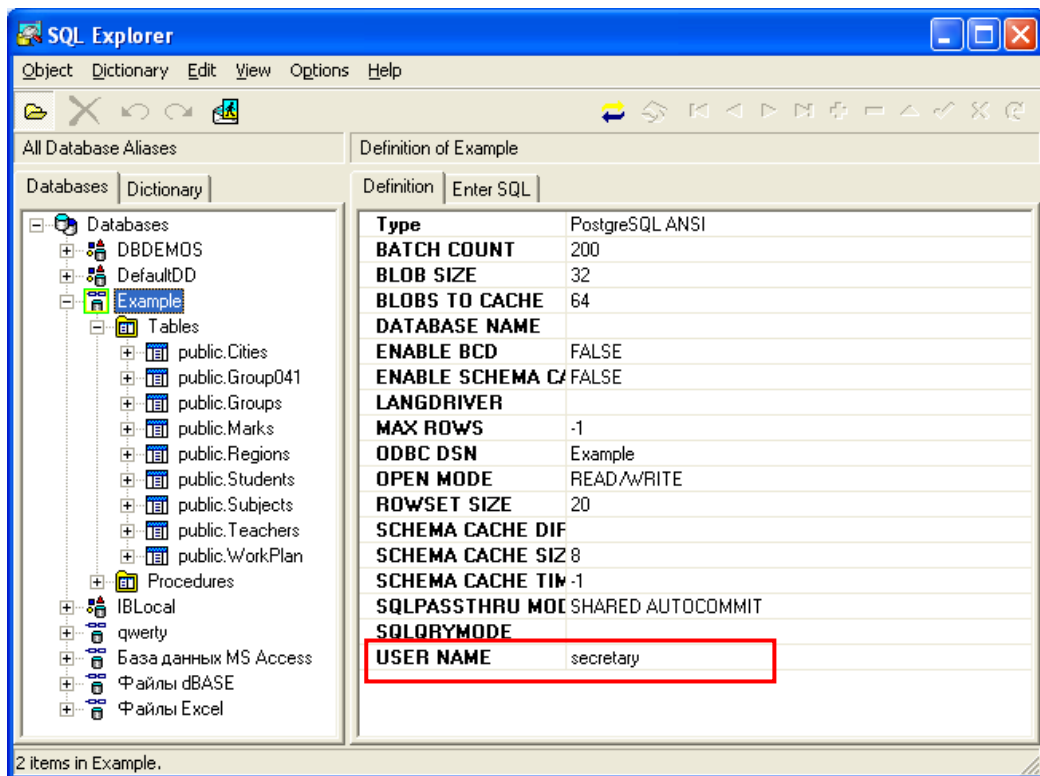 SQL Explorer
Object Dictionary Edit View Options Help
All Database Aliases
Definition of Example
Databases Dictionary
Definition Enter SQL
Databases
DBDEMOS
DefaultDD
Example
Tables
public.Cities
public.Group041
public.Groups
public.Marks
public.Regions
public.Students
public.Subjects
public.Teachers
public.WorkPlan
Procedures
IBLocal
qwerty
База данных MS Access
Файлы dBASE
Файлы Excel
Type PostgreSQL ANSI
BATCH COUNT 200
BLOB SIZE 32
BLOBS TO CACHE 64
DATABASE NAME
ENABLE BCD FALSE
ENABLE SCHEMA CA FALSE
LANGDRIVER
MAX ROWS -1
ODBC DSN Example
OPEN MODE READ/WRITE
ROWSET SIZE 20
SCHEMA CACHE DIR
SCHEMA CACHE SIZ 8
SCHEMA CACHE TIM -1
SQLPASSTHRU MOD SHARED AUTOCOMMIT
SQLQRYMODE
USER NAME secretary
2 items in Example.